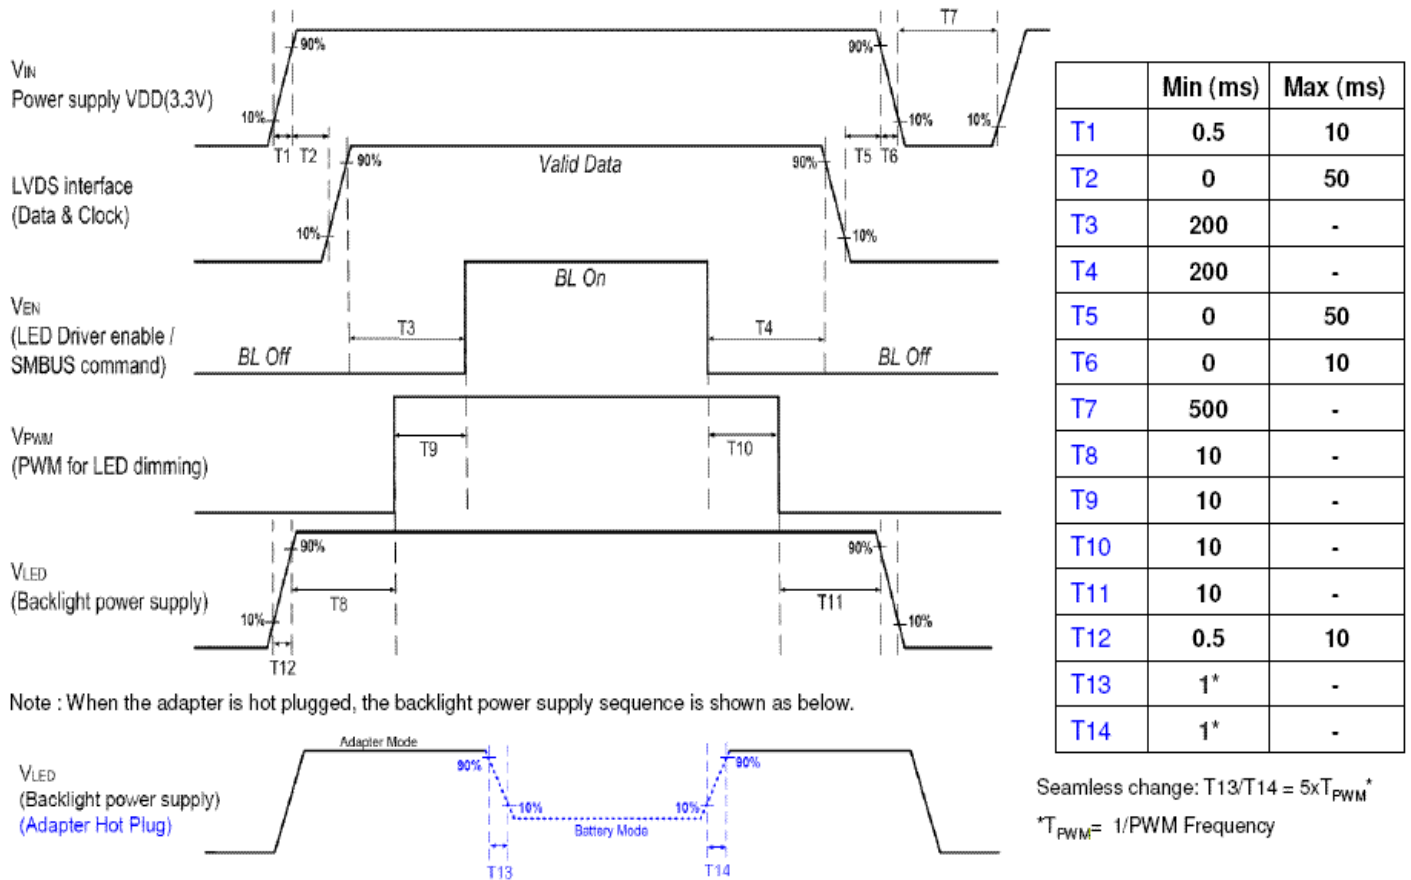 T7
90%
90%
VIN
Power supply VDD(3.3V)
10%
10%
10%
T1 T2
T5 T6
90%
Valid Data
90%
LVDS interface
(Data & Clock)
10%
10%
BL On
VEN
(LED Driver enable /
SMBUS command)
BL Off
T3
T4
BL Off
VPWM
(PWM for LED dimming)
T9
T10
90%
90%
VLED
(Backlight power supply)
T8
T11
10%
10%
T12
Note : When the adapter is hot plugged, the backlight power supply sequence is shown as below.
Adapter Mode
90%
90%
VLED
(Backlight power supply)
(Adapter Hot Plug)
10%
10%
Battery Mode
T13
T14
Min (ms) Max (ms)
T1 0.5 10
T2 0 50
T3 200 -
T4 200 -
T5 0 50
T6 0 10
T7 500 -
T8 10 -
T9 10 -
T10 10 -
T11 10 -
T12 0.5 10
T13 1* -
T14 1* -
Seamless change: T13/T14 = 5xTPWM*
*TPWM= 1/PWM Frequency